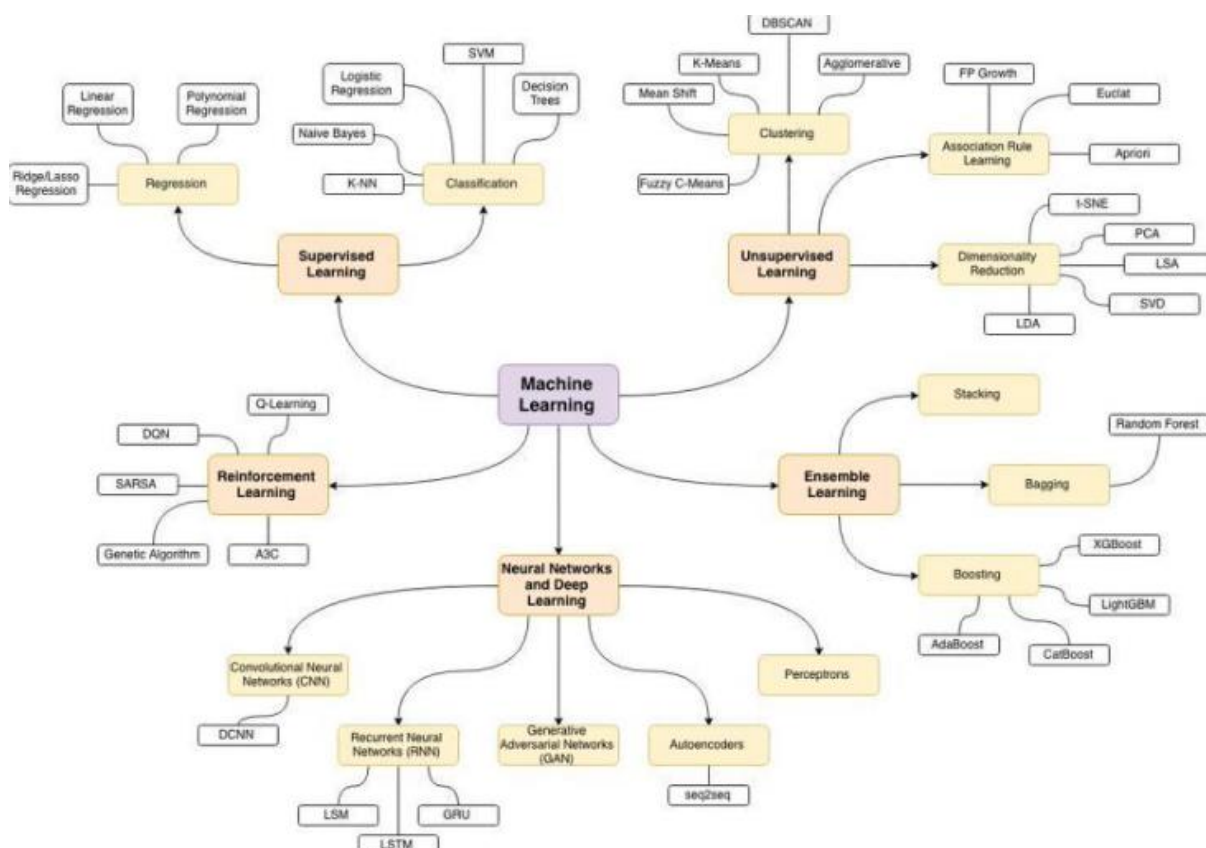 DBSCAN
SVM
K-Means
Agglomerative
FP Growth
Logistic
Regression
Linear
Regression
Polynomial
Regression
Decision
Trees
Mean Shift
Euclat
Clustering
Naive Bayes
Association Rule
Learning
Apriori
Ridge/Lasso
Regression
Regression
K-NN
Classification
Fuzzy C-Means
t-SNE
PCA
Supervised
Learning
Unsupervised
Learning
Dimensionality
Reduction
LSA
SVD
LDA
Machine
Learning
Stacking
Q-Learning
Random Forest
DQN
Reinforcement
Learning
Ensemble
Learning
Bagging
SARSA
Genetic Algorithm
A3C
XGBoost
Neural Networks
and Deep
Learning
Boosting
LightGBM
AdaBoost
CatBoost
Convolutional Neural
Networks (CNN)
Perceptrons
DCNN
Recurrent Neural
Networks (RNN)
Generative
Adversarial Networks
(GAN)
Autoencoders
seq2seq
LSM
GRU
LSTM